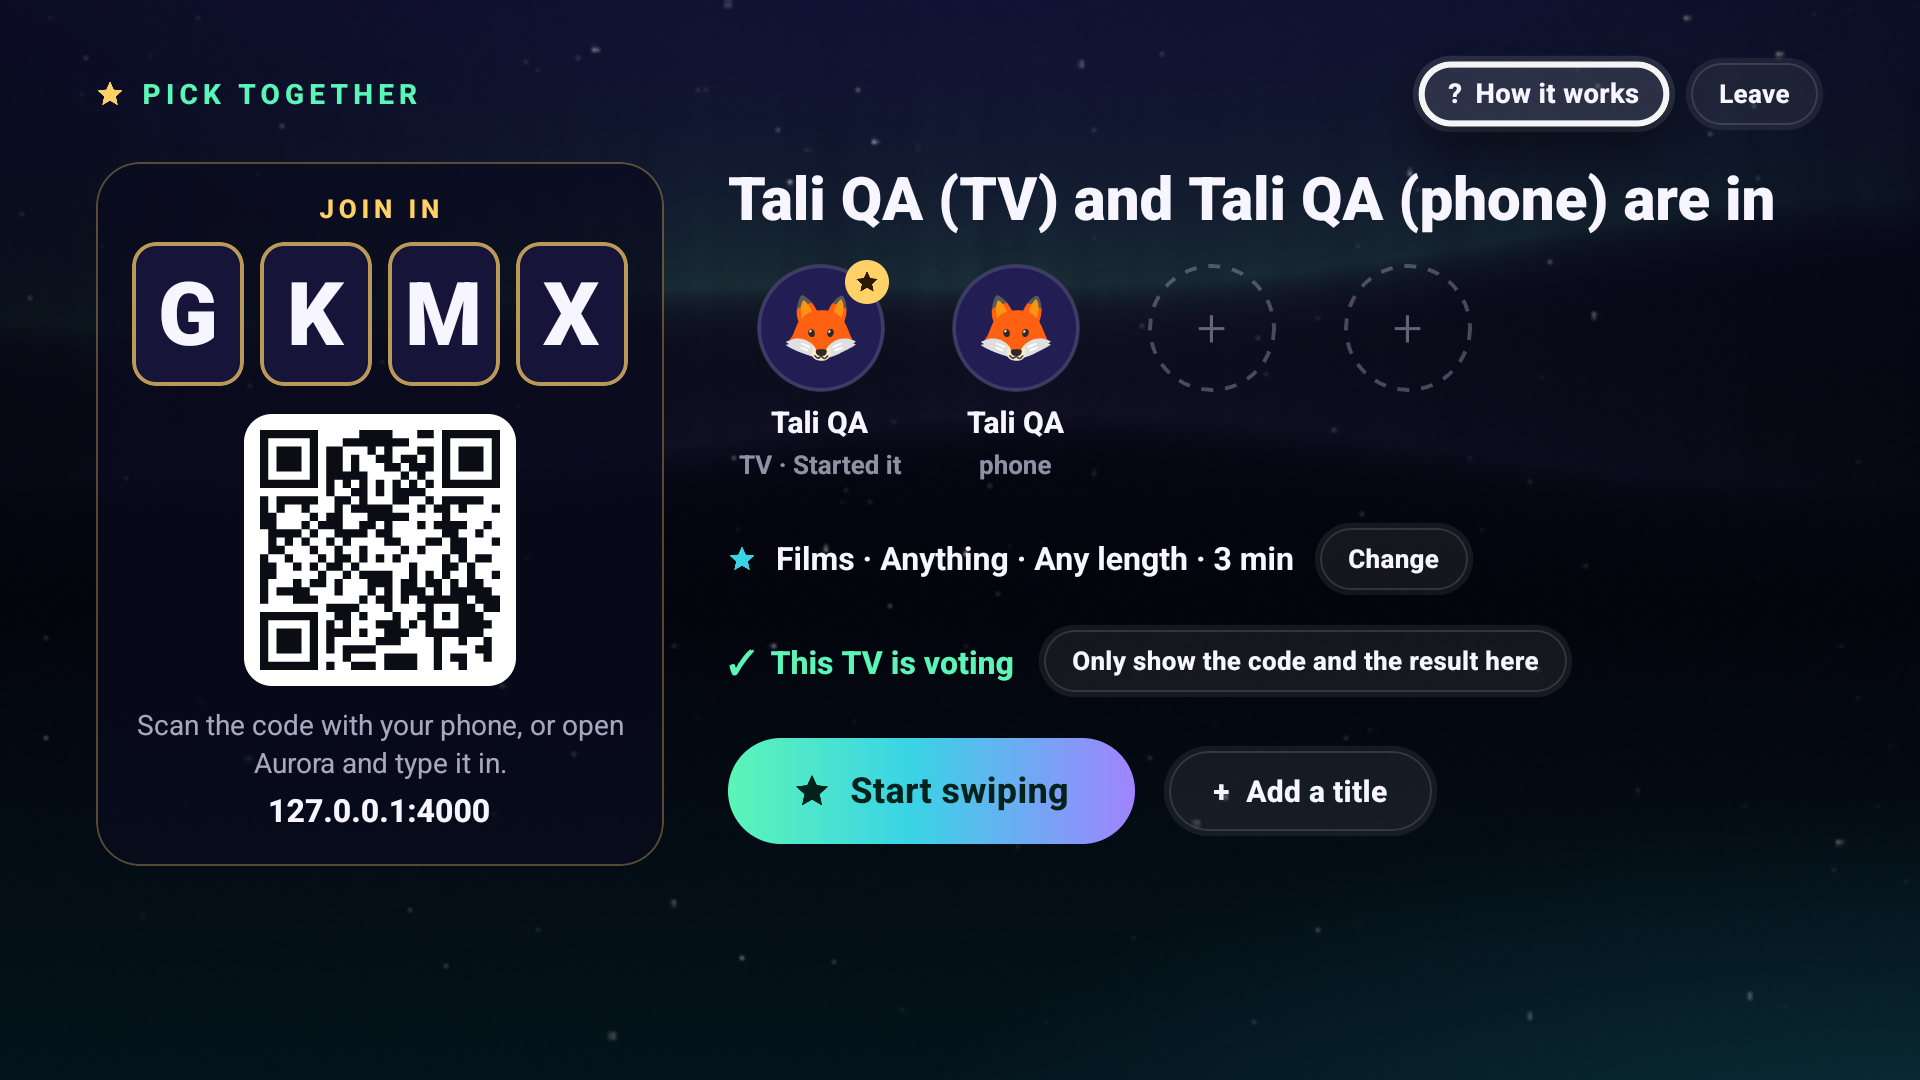 PICK TOGETHER
? How it works
Leave
JOIN IN
G K M X
Scan the code with your phone, or open
Aurora and type it in.
127.0.0.1:4000
Tali QA (TV) and Tali QA (phone) are in
Tali QA
TV · Started it
Tali QA
phone
Films · Anything · Any length · 3 min
Change
✓ This TV is voting
Only show the code and the result here
Start swiping
+ Add a title